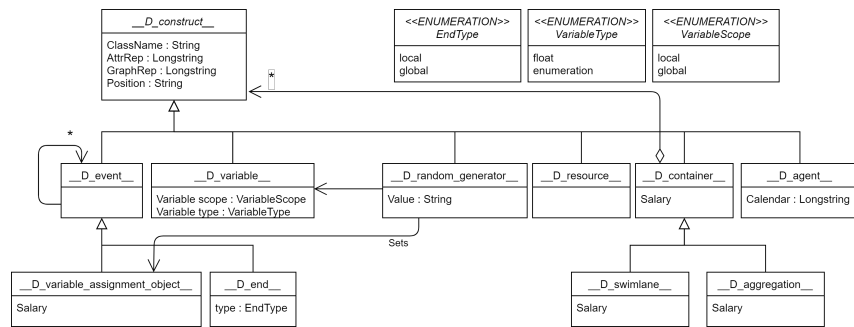 __D_construct__
ClassName : String
AttrRep : Longstring
GraphRep : Longstring
Position : String
<<ENUMERATION>>
EndType
local
global
<<ENUMERATION>>
VariableType
float
enumeration
<<ENUMERATION>>
VariableScope
local
global
*
*
__D_event__
__D_variable__
Variable scope : VariableScope
Variable type : VariableType
__D_random_generator__
Value : String
__D_resource__
__D_container__
Salary
__D_agent__
Calendar : Longstring
Sets
__D_variable_assignment_object__
Salary
__D_end__
type : EndType
__D_swimlane__
Salary
__D_aggregation__
Salary